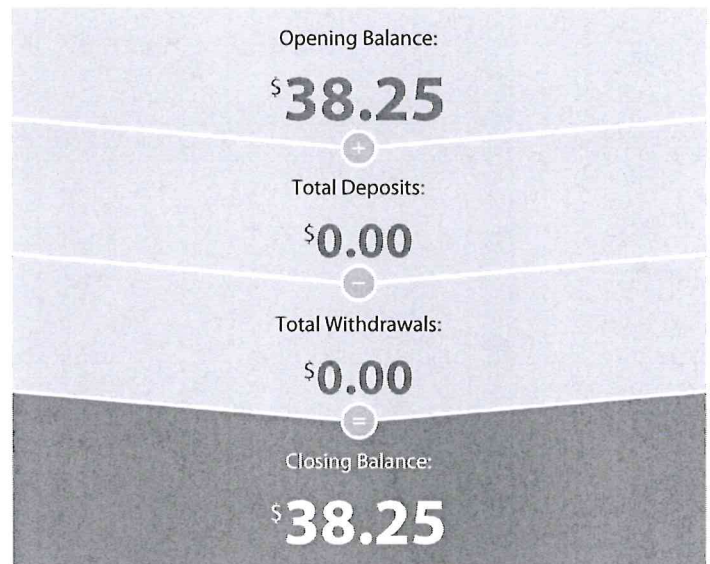 Opening Balance:
$38.25
+
Total Deposits:
$0.00
−
Total Withdrawals:
$0.00
=
Closing Balance:
$38.25